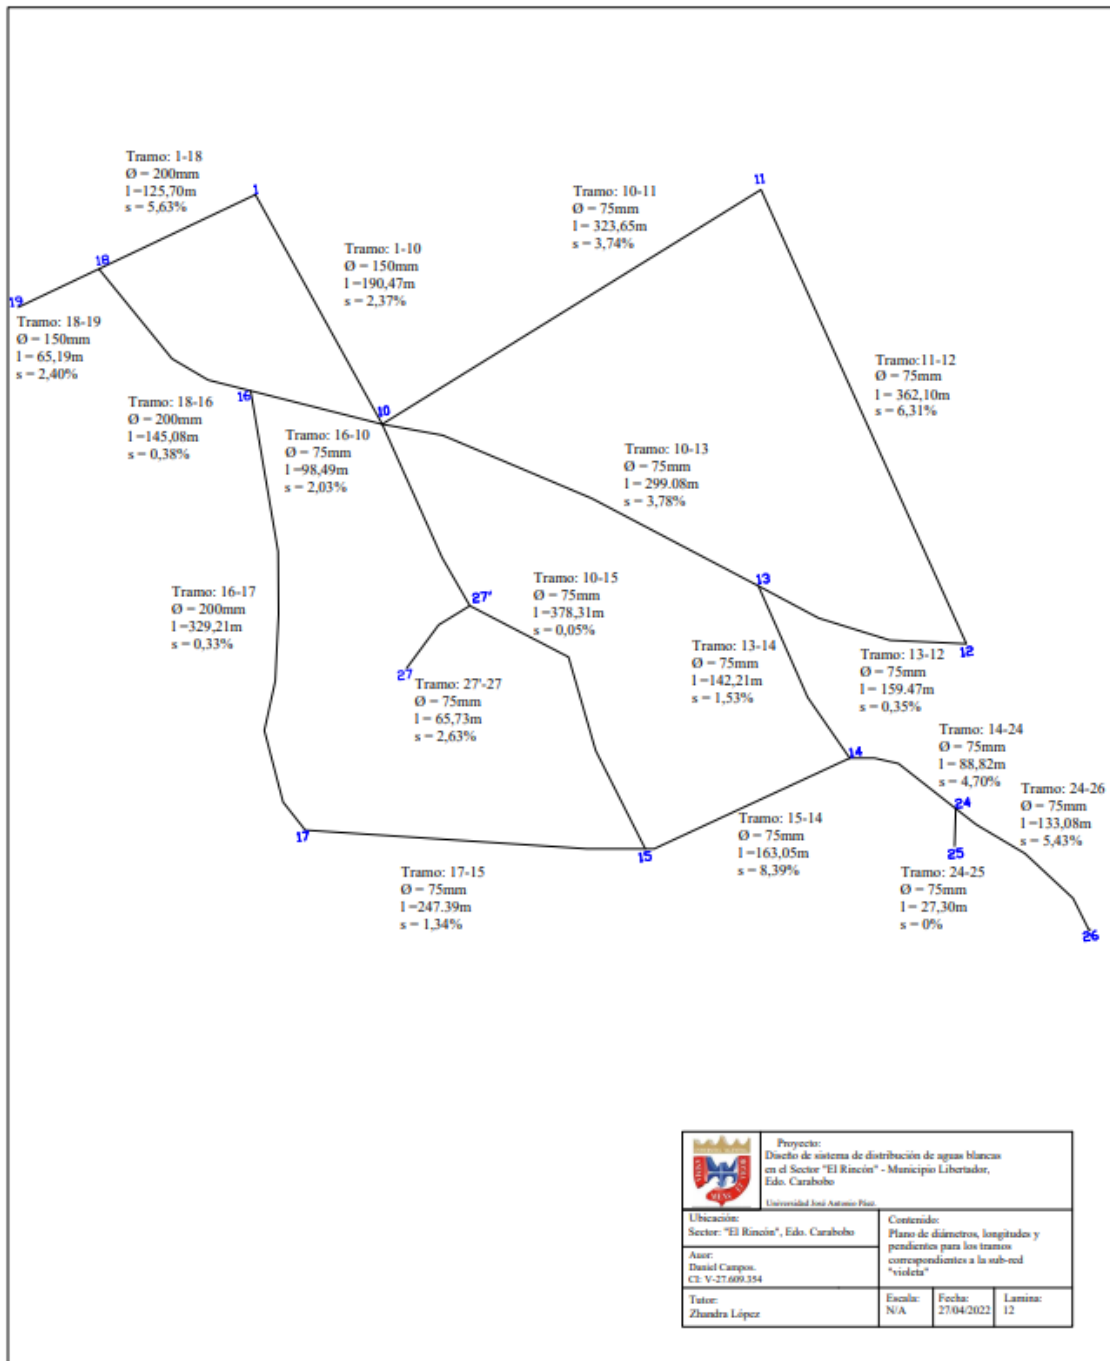 Tramo: 1-18
Ø = 200mm
l =125,70m
s = 5,63%
1
11
Tramo: 10-11
Ø = 75mm
l = 323,65m
s = 3,74%
18
Tramo: 1-10
Ø = 150mm
l =190,47m
s = 2,37%
19
Tramo: 18-19
Ø = 150mm
l = 65,19m
s = 2,40%
Tramo:11-12
Ø = 75mm
l = 362,10m
s = 6,31%
16
Tramo: 18-16
Ø = 200mm
l =145,08m
s = 0,38%
10
Tramo: 16-10
Ø = 75mm
l =98,49m
s = 2,03%
Tramo: 10-13
Ø = 75mm
l = 299.08m
s = 3,78%
13
Tramo: 16-17
Ø = 200mm
l =329,21m
s = 0,33%
27'
Tramo: 10-15
Ø = 75mm
l =378,31m
s = 0,05%
Tramo: 13-14
Ø = 75mm
l =142,21m
s = 1,53%
12
Tramo: 13-12
Ø = 75mm
l = 159.47m
s = 0,35%
27
Tramo: 27'-27
Ø = 75mm
l = 65,73m
s = 2,63%
14
Tramo: 14-24
Ø = 75mm
l = 88,82m
s = 4,70%
24
Tramo: 24-26
Ø = 75mm
l =133,08m
s = 5,43%
17
15
Tramo: 15-14
Ø = 75mm
l =163,05m
s = 8,39%
25
Tramo: 17-15
Ø = 75mm
l =247.39m
s = 1,34%
Tramo: 24-25
Ø = 75mm
l = 27,30m
s = 0%
26
Proyecto:
Diseño de sistema de distribución de aguas blancas
en el Sector "El Rincón" - Municipio Libertador,
Edo. Carabobo
Universidad José Antonio Páez.
Ubicación:
Sector: "El Rincón", Edo. Carabobo
Contenido:
Plano de diámetros, longitudes y
pendientes para los tramos
correspondientes a la sub-red
"violeta"
Autor:
Daniel Campos.
CI: V-27.609.354
Tutor:
Zhandra López
Escala:
N/A
Fecha:
27/04/2022
Lamina:
12